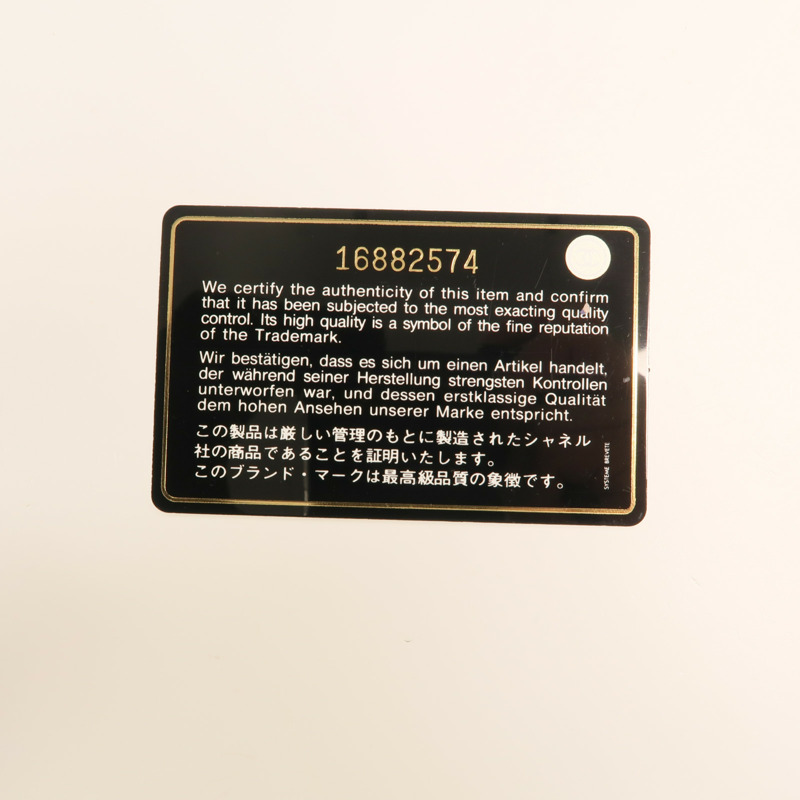 16882574
We certify the authenticity of this item and confirm
that it has been subjected to the most exacting quality
control. Its high quality is a symbol of the fine reputation
of the Trademark.
Wir bestätigen, dass es sich um einen Artikel handelt,
der während seiner Herstellung strengsten Kontrollen
unterworfen war, und dessen erstklassige Qualität
dem hohen Ansehen unserer Marke entspricht.
この製品は厳しい管理のもとに製造されたシャネル
社の商品であることを証明いたします。
このブランド・マークは最高級品質の象徴です。
SYSTEME BREVETE